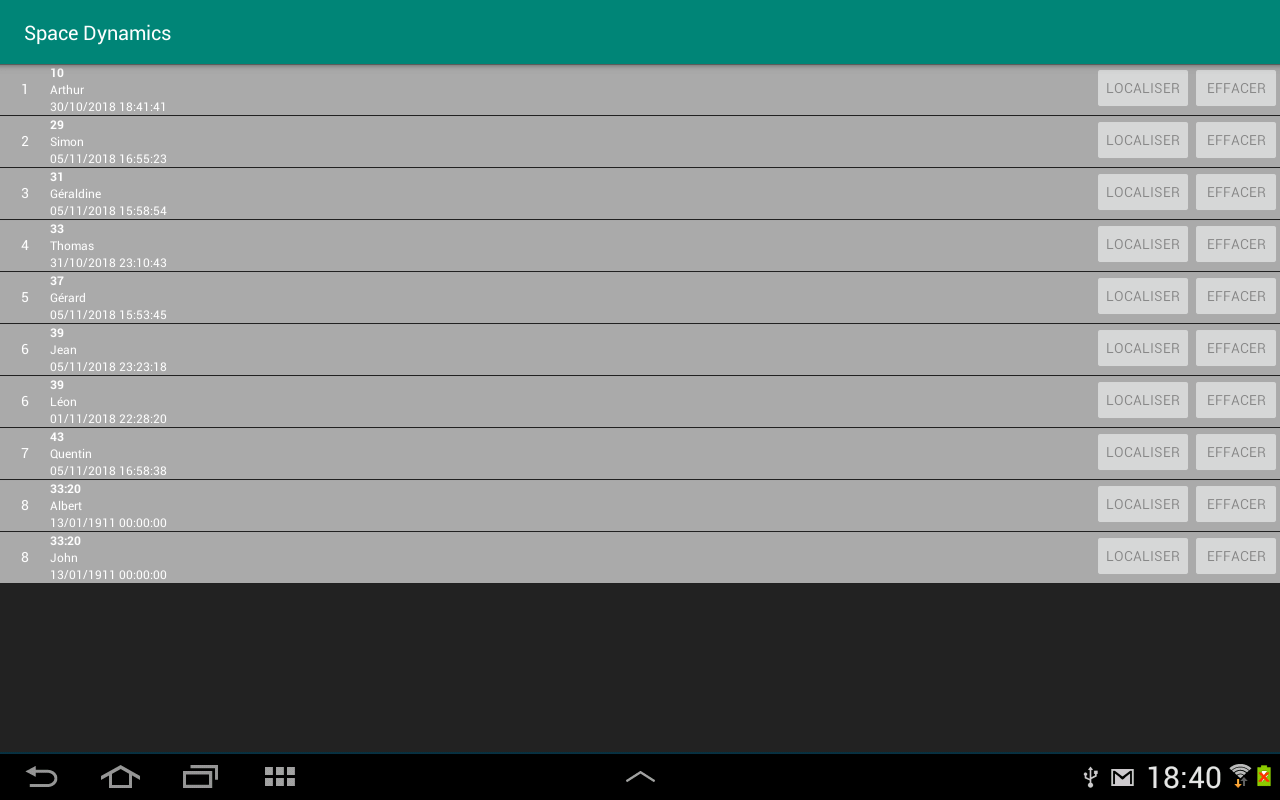 Space Dynamics
10
1 Arthur LOCALISER EFFACER
30/10/2018 18:41:41
29
2 Simon LOCALISER EFFACER
05/11/2018 16:55:23
31
3 Géraldine LOCALISER EFFACER
05/11/2018 15:58:54
33
4 Thomas LOCALISER EFFACER
31/10/2018 23:10:43
37
5 Gérard LOCALISER EFFACER
05/11/2018 15:53:45
39
6 Jean LOCALISER EFFACER
05/11/2018 23:23:18
39
6 Léon LOCALISER EFFACER
01/11/2018 22:28:20
43
7 Quentin LOCALISER EFFACER
05/11/2018 16:58:38
33:20
8 Albert LOCALISER EFFACER
13/01/1911 00:00:00
33:20
8 John LOCALISER EFFACER
13/01/1911 00:00:00
18:40